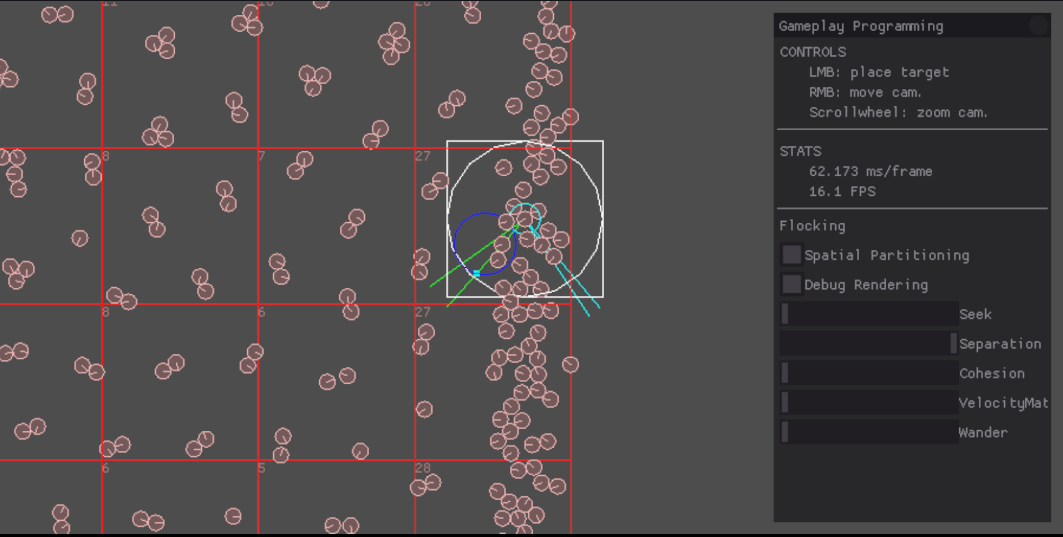 11
10
28
Gameplay Programming
CONTROLS
LMB: place target
RMB: move cam.
Scrollwheel: zoom cam.
8
7
27
STATS
62.173 ms/frame
16.1 FPS
Flocking
Spatial Partitioning
Debug Rendering
8
6
27
Seek
Separation
Cohesion
VelocityMat
Wander
6
5
28